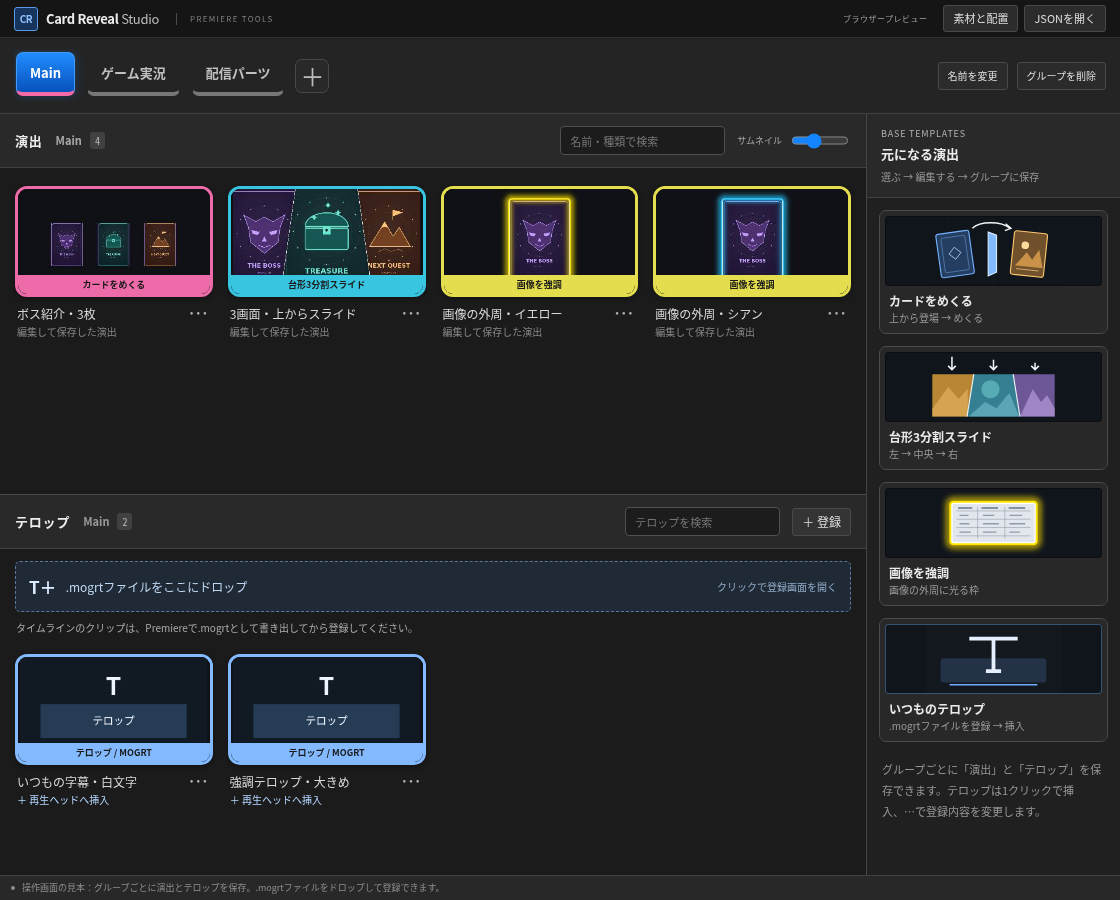 CR Card Reveal Studio PREMIERE TOOLS ブラウザープレビュー 素材と配置 JSONを開く
Main ゲーム実況 配信パーツ ＋ 名前を変更 グループを削除
演出 Main 4 名前・種類で検索 サムネイル
THE BOSS TREASURE NEXT QUEST THE BOSS THE BOSS
カードをめくる 台形3分割スライド 画像を強調 画像を強調
ボス紹介・3枚 ••• 3画面・上からスライド ••• 画像の外周・イエロー ••• 画像の外周・シアン •••
編集して保存した演出 編集して保存した演出 編集して保存した演出 編集して保存した演出
テロップ Main 2 テロップを検索 ＋ 登録
T＋ .mogrtファイルをここにドロップ クリックで登録画面を開く
タイムラインのクリップは、Premiereで.mogrtとして書き出してから登録してください。
T T
テロップ テロップ
テロップ / MOGRT テロップ / MOGRT
いつもの字幕・白文字 ••• 強調テロップ・大きめ •••
＋ 再生ヘッドへ挿入 ＋ 再生ヘッドへ挿入
BASE TEMPLATES
元になる演出
選ぶ → 編集する → グループに保存
カードをめくる
上から登場 → めくる
台形3分割スライド
左 → 中央 → 右
画像を強調
画像の外周に光る枠
T
いつものテロップ
.mogrtファイルを登録 → 挿入
グループごとに「演出」と「テロップ」を保
存できます。テロップは1クリックで挿
入、…で登録内容を変更します。
● 操作画面の見本：グループごとに演出とテロップを保存。.mogrtファイルをドロップして登録できます。